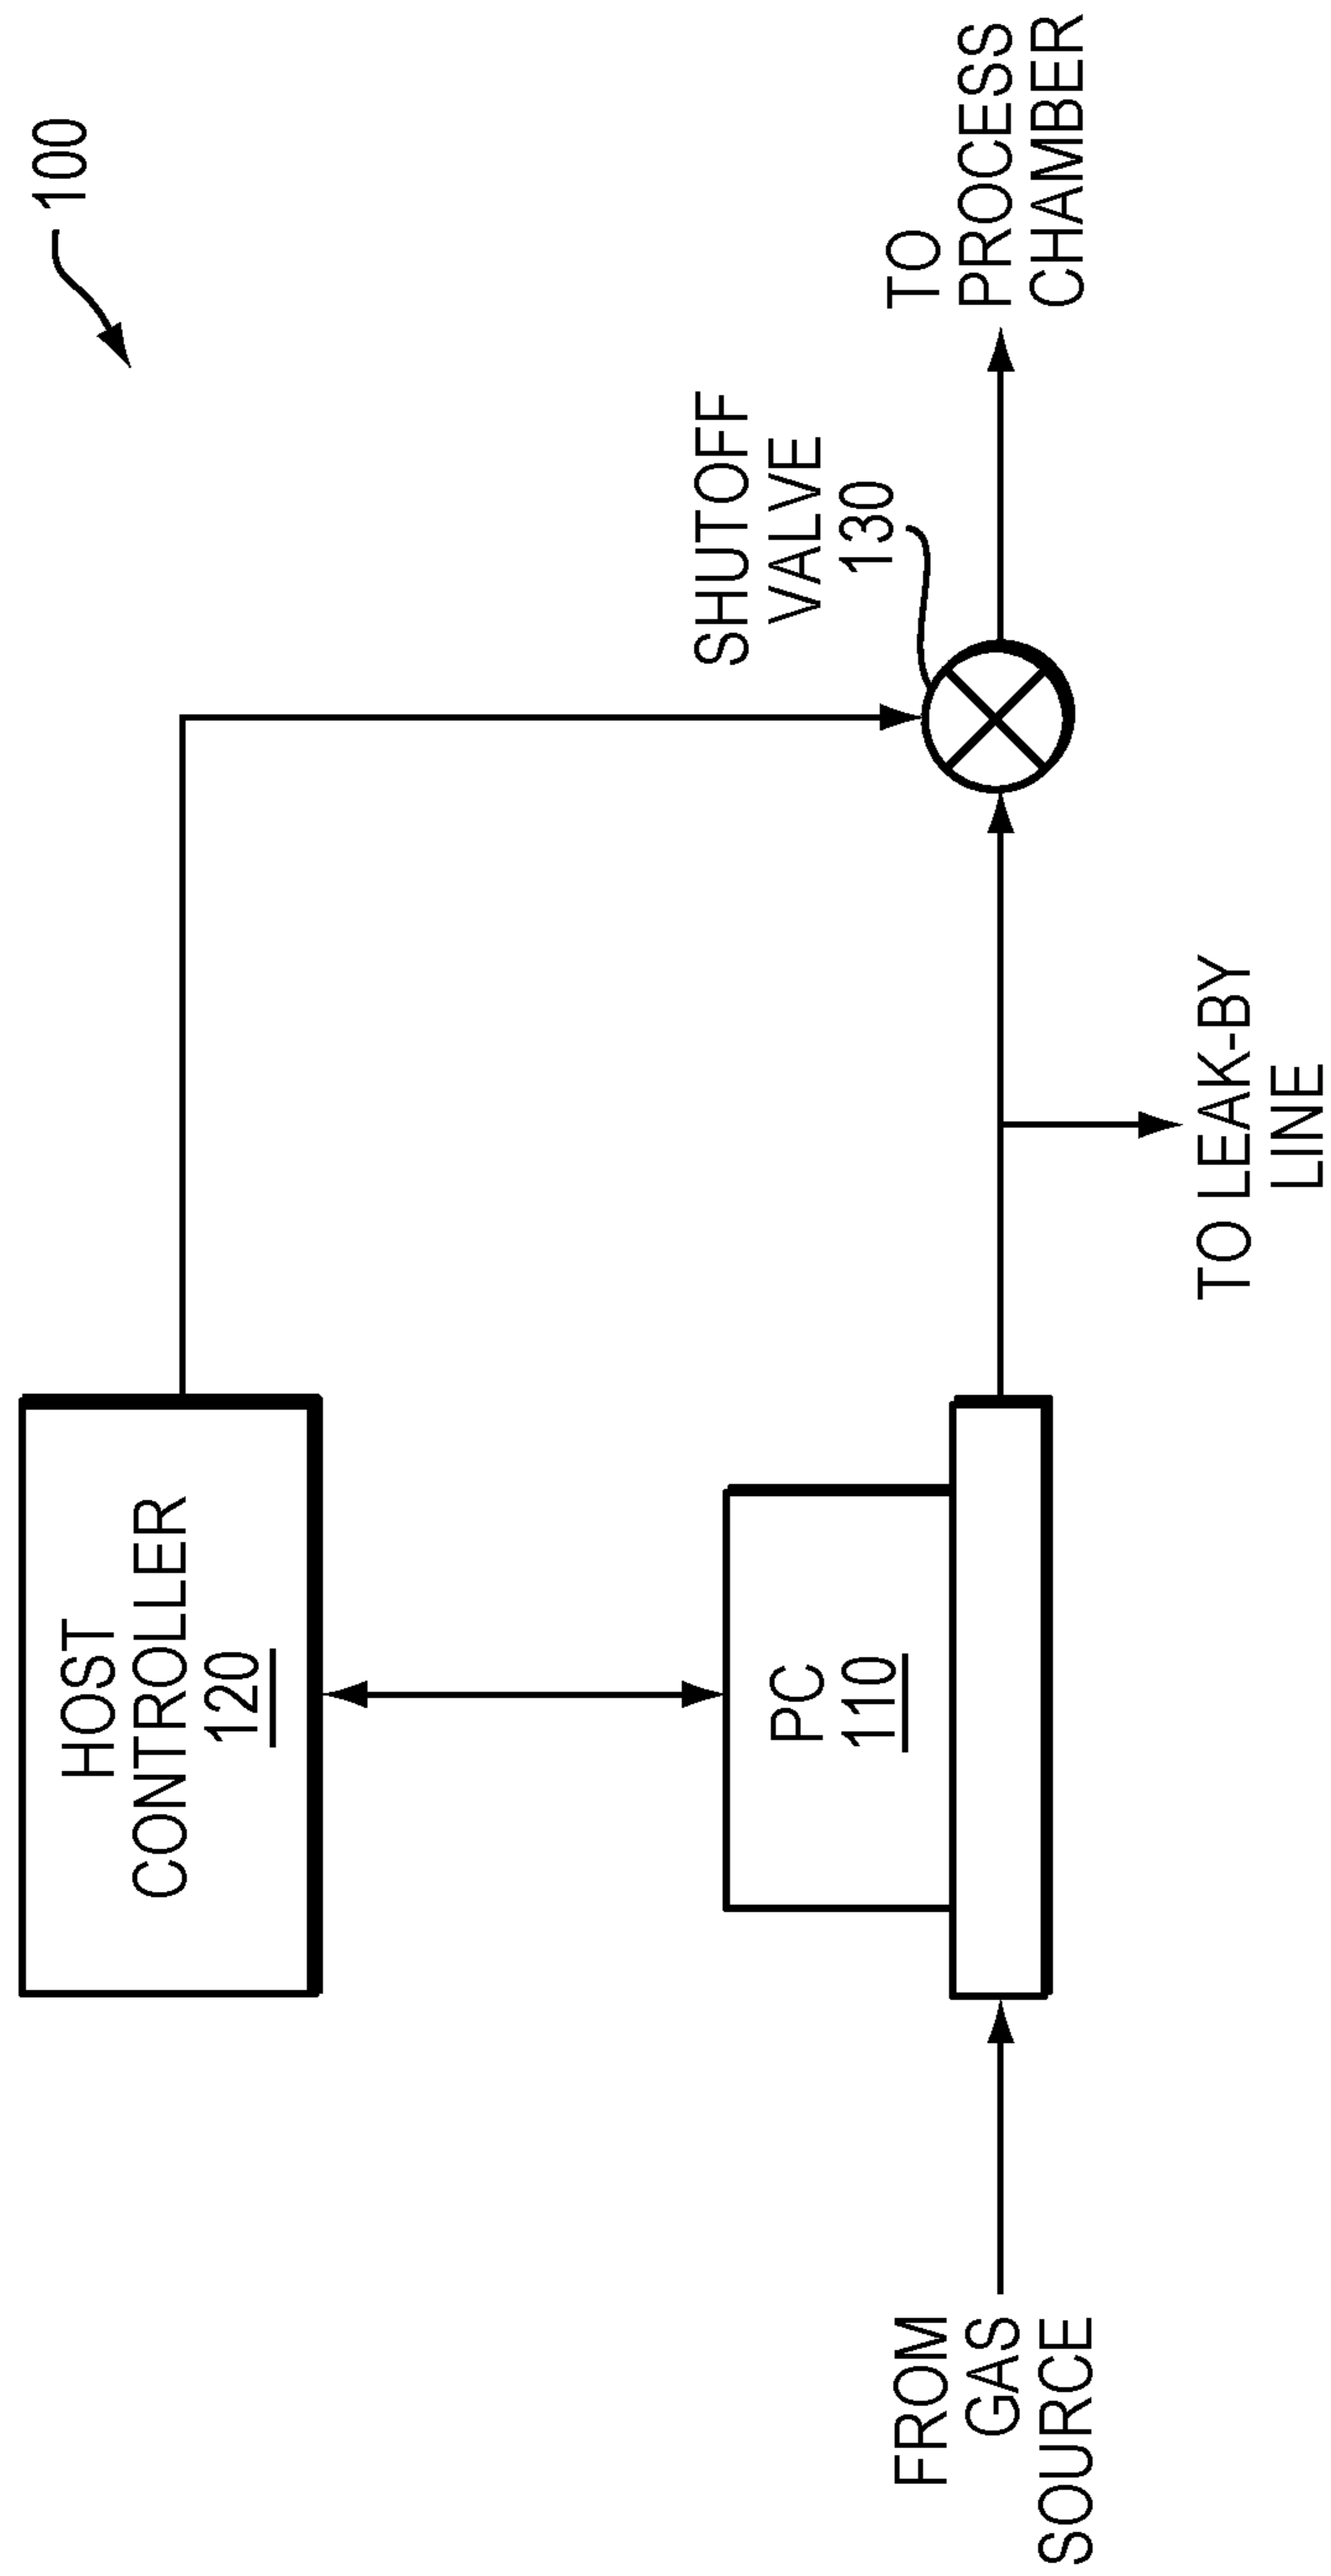 100
HOST
CONTROLLER
120
SHUTOFF
VALVE
130
PC
110
FROM
GAS
SOURCE
TO
PROCESS
CHAMBER
TO LEAK-BY
LINE